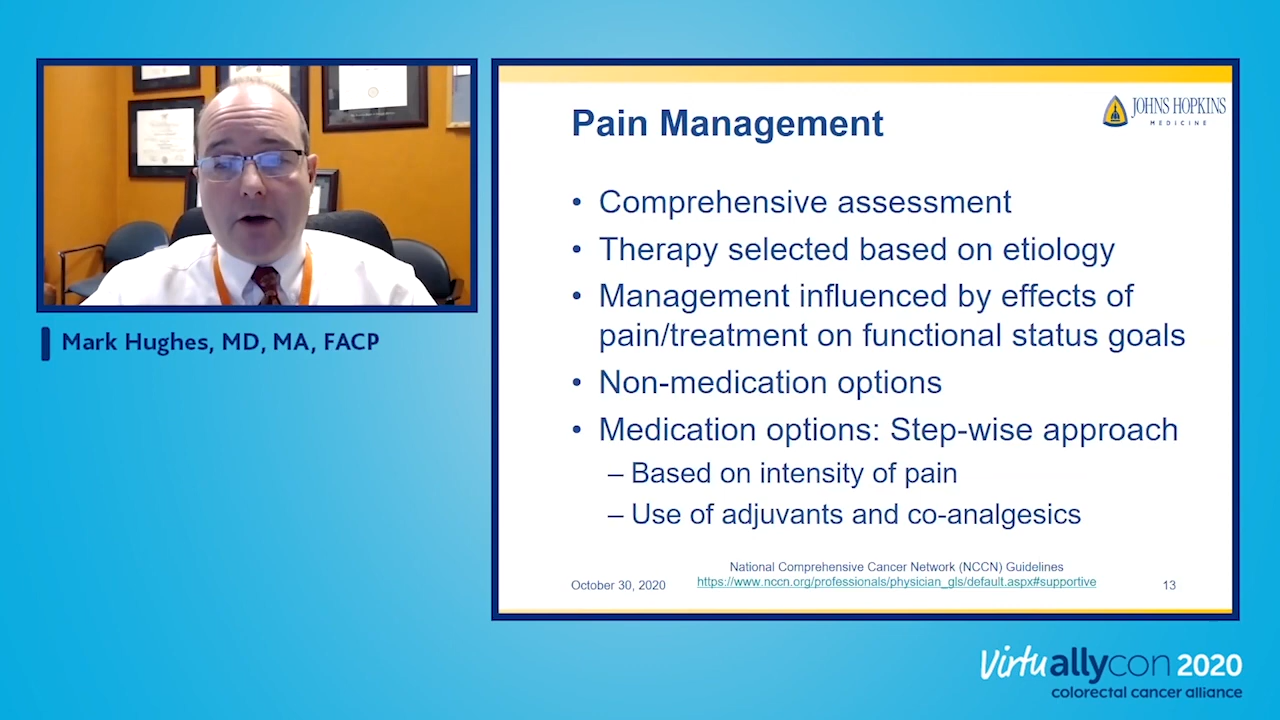 Mark Hughes, MD, MA, FACP
Pain Management
JOHNS HOPKINS
MEDICINE
• Comprehensive assessment
• Therapy selected based on etiology
• Management influenced by effects of
pain/treatment on functional status goals
• Non-medication options
• Medication options: Step-wise approach
– Based on intensity of pain
– Use of adjuvants and co-analgesics
National Comprehensive Cancer Network (NCCN) Guidelines
https://www.nccn.org/professionals/physician_gls/default.aspx#supportive
October 30, 2020
13
Virtuallycon 2020
colorectal cancer alliance